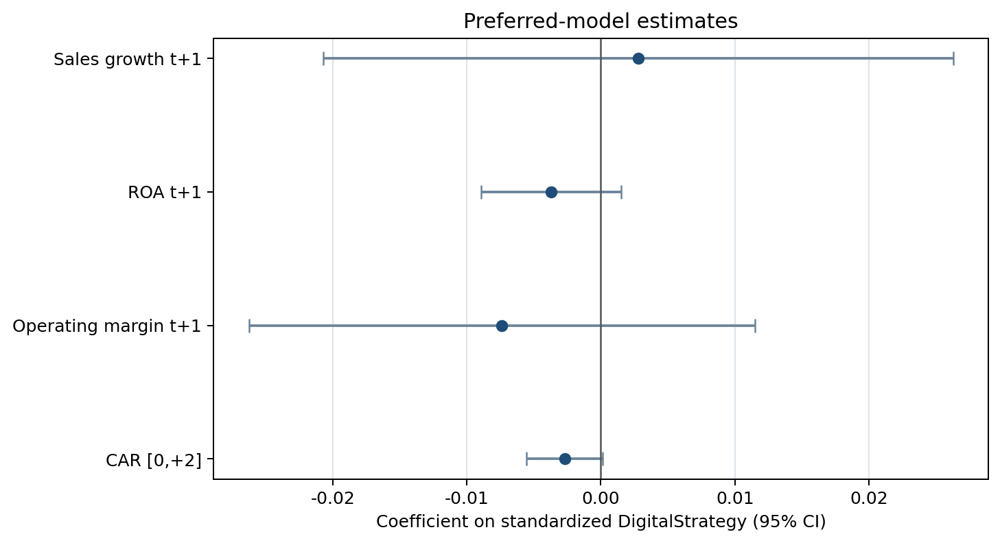 Preferred-model estimates
Sales growth t+1
ROA t+1
Operating margin t+1
CAR [0,+2]
-0.02 -0.01 0.00 0.01 0.02
Coefficient on standardized DigitalStrategy (95% CI)